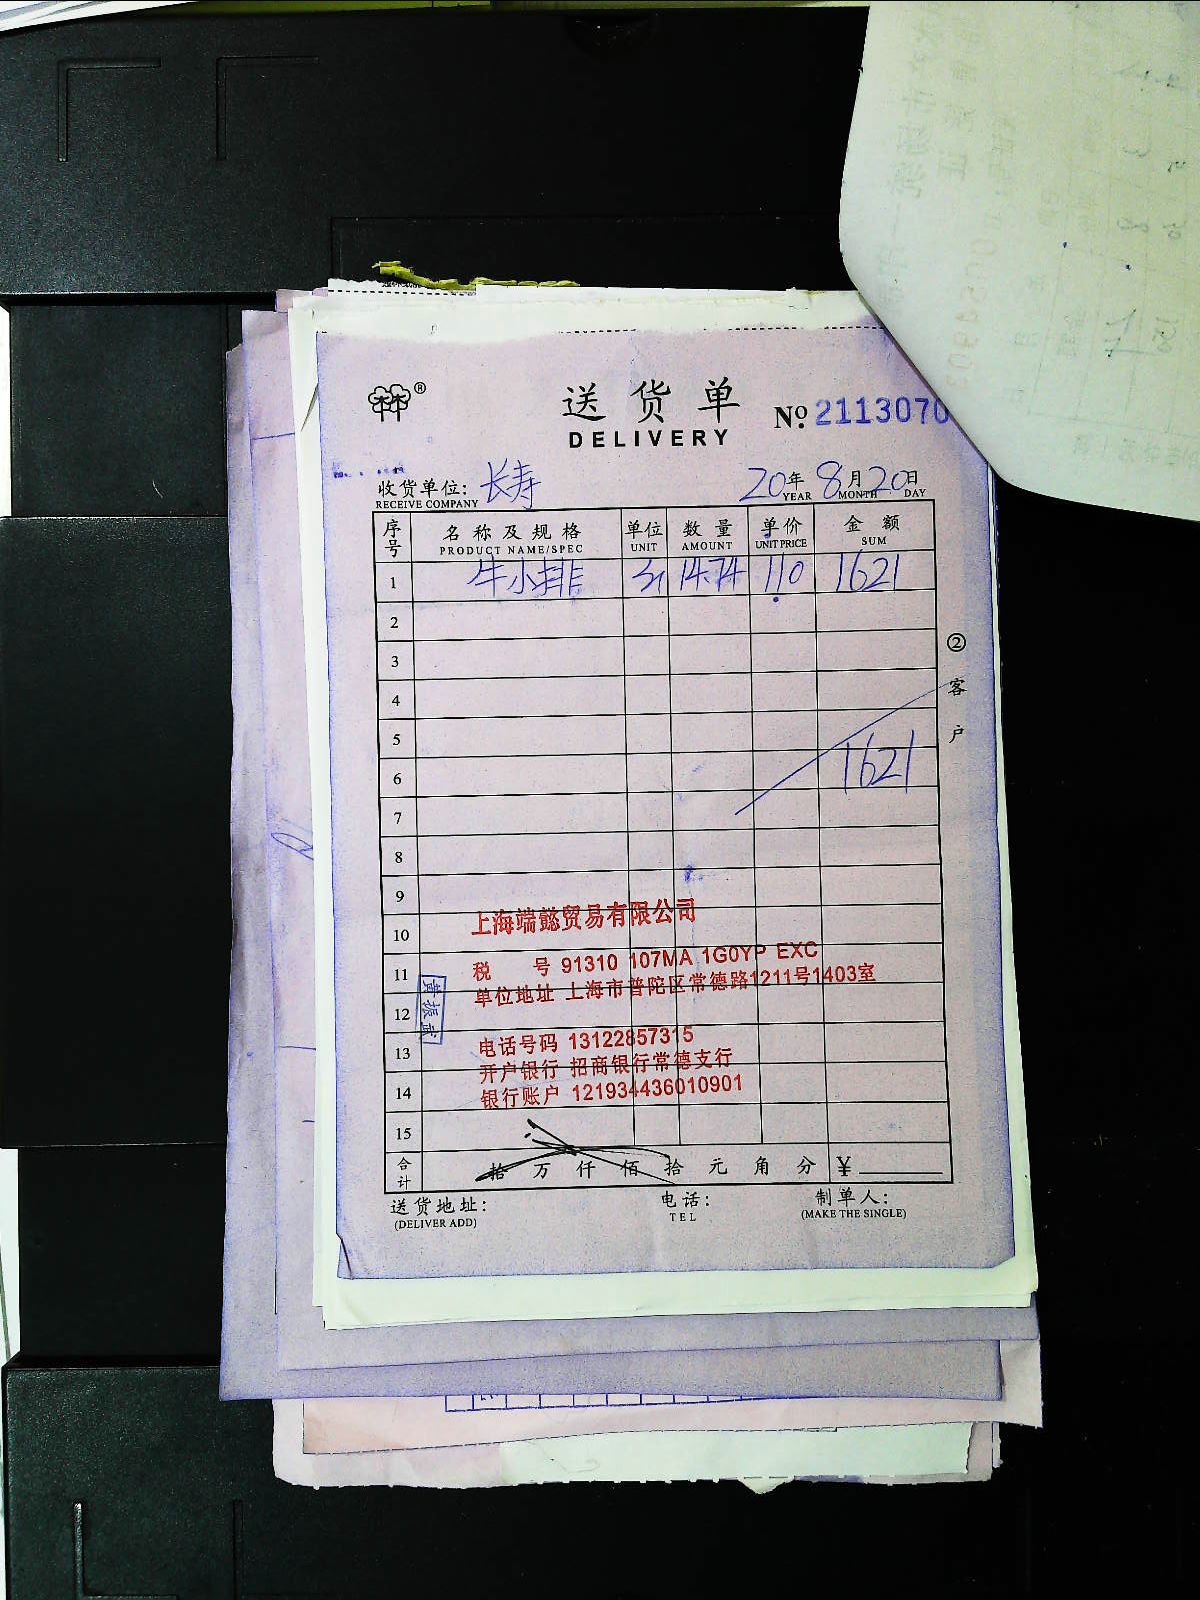 送货单
DELIVERY
№ 2113070
收货单位: 长寿 20年8月20日
RECEIVE COMPANY YEAR MONTH DAY
序号 名称及规格 单位 数量 单价 金额
PRODUCT NAME/SPEC UNIT AMOUNT UNIT PRICE SUM
1 牛小排 14.74 110 1621
2
3
4
5
6 1621
7
8
9
10
11
12
13
14
15
②客户
上海端懿贸易有限公司
税 号 91310 107MA 1G0YP EXC
单位地址 上海市普陀区常德路1211号1403室
电话号码 13122857315
开户银行 招商银行常德支行
银行账户 121934436010901
黄振武
合计 拾 万 仟 佰 拾 元 角 分 ¥
送货地址: 电话: 制单人:
(DELIVER ADD) TEL (MAKE THE SINGLE)